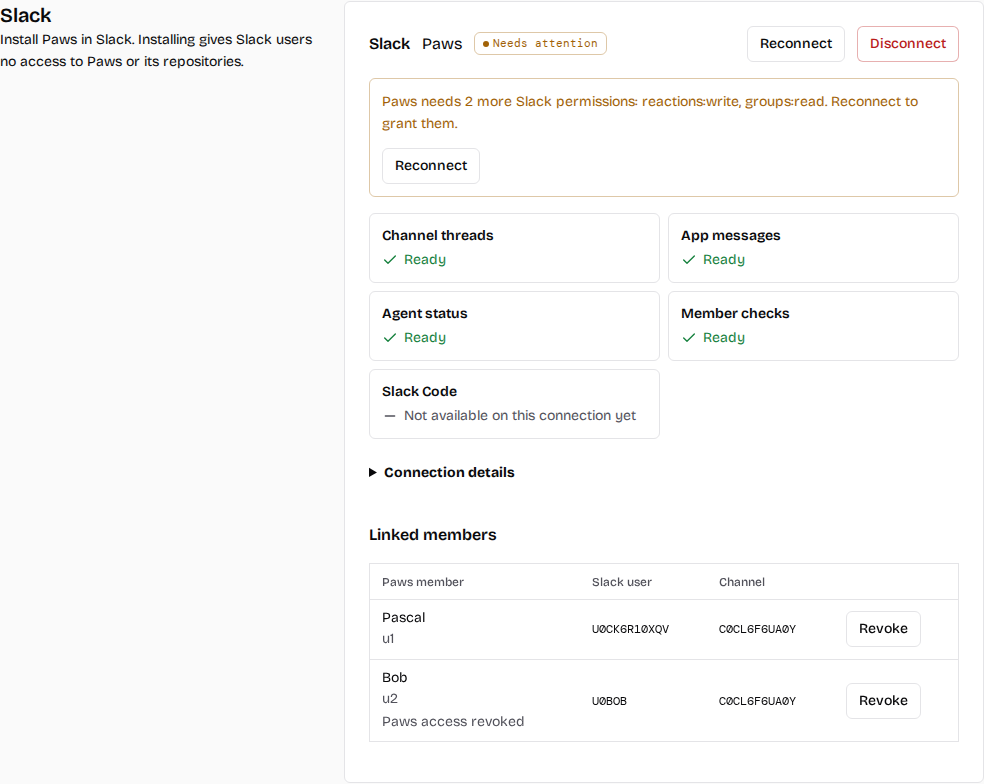 Slack
Install Paws in Slack. Installing gives Slack users
no access to Paws or its repositories.
Slack Paws Needs attention Reconnect Disconnect
Paws needs 2 more Slack permissions: reactions:write, groups:read. Reconnect to
grant them.
Reconnect
Channel threads
Ready
App messages
Ready
Agent status
Ready
Member checks
Ready
Slack Code
Not available on this connection yet
Connection details
Linked members
Paws member Slack user Channel
Pascal
u1
U0CK6R10XQV C0CL6F6UA0Y Revoke
Bob
u2
Paws access revoked
U0BOB C0CL6F6UA0Y Revoke